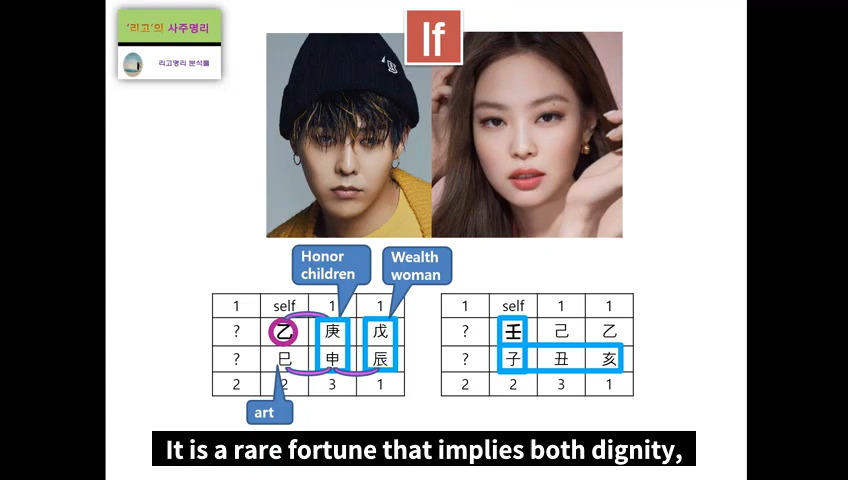 '리고'의 사주명리
리고명리 분석틀
If
Honor
children
Wealth
woman
1 self 1 1
? 乙 庚 戊
? 巳 申 辰
2 2 3 1
art
1 self 1 1
? 壬 己 乙
? 子 丑 亥
2 2 3 1
It is a rare fortune that implies both dignity,